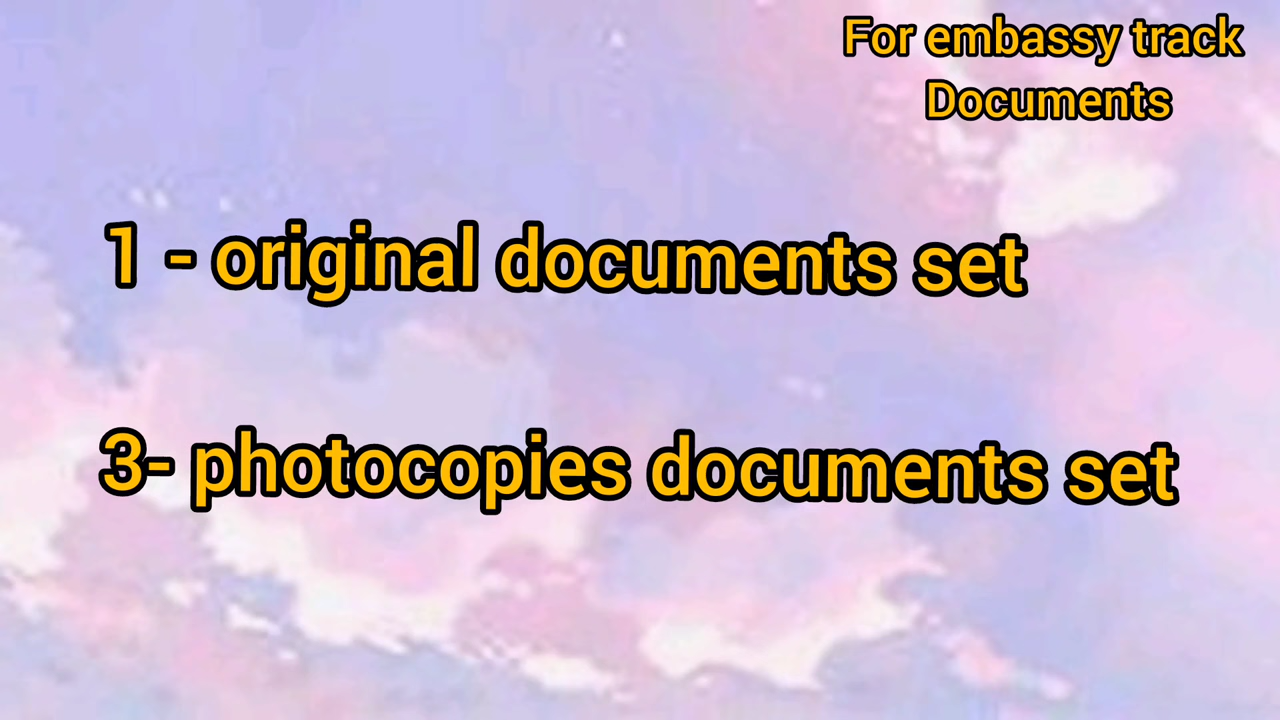 For embassy track
Documents
1 - original documents set
3- photocopies documents set